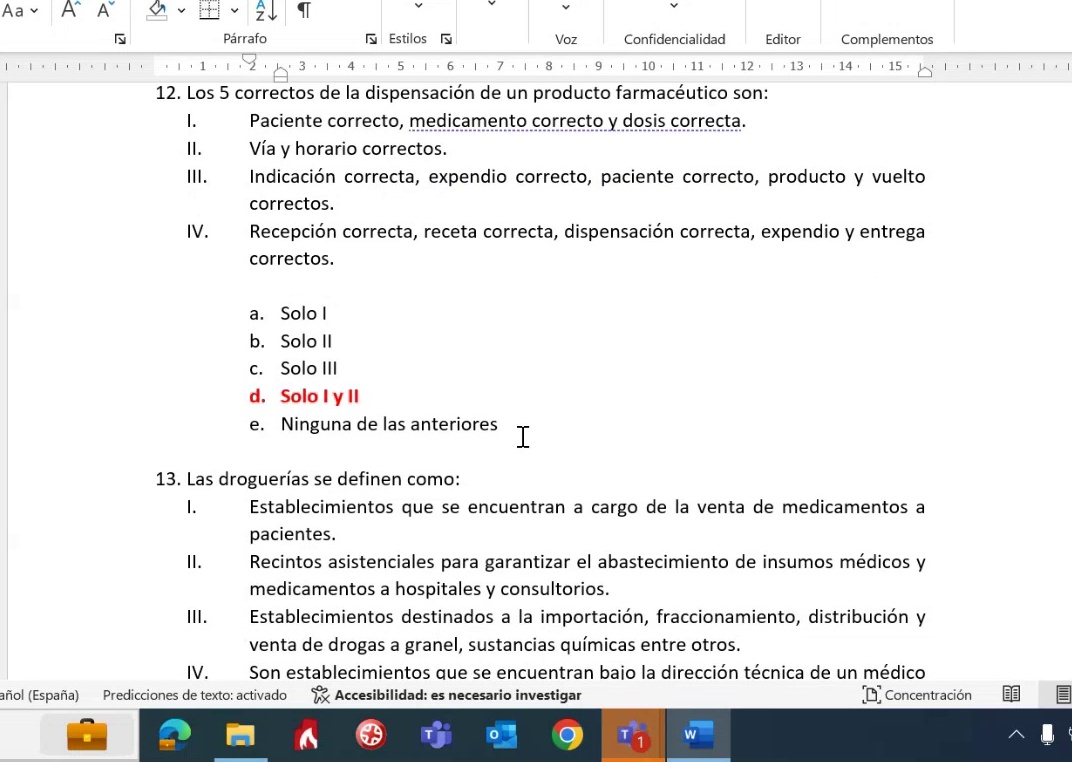 Aa A A A Z ¶
Párrafo Estilos Voz Confidencialidad Editor Complementos
1 2 3 4 5 6 7 8 9 10 11 12 13 14 15
12. Los 5 correctos de la dispensación de un producto farmacéutico son:
I. Paciente correcto, medicamento correcto y dosis correcta.
II. Vía y horario correctos.
III. Indicación correcta, expendio correcto, paciente correcto, producto y vuelto
correctos.
IV. Recepción correcta, receta correcta, dispensación correcta, expendio y entrega
correctos.
a. Solo I
b. Solo II
c. Solo III
d. Solo I y II
e. Ninguna de las anteriores
13. Las droguerías se definen como:
I. Establecimientos que se encuentran a cargo de la venta de medicamentos a
pacientes.
II. Recintos asistenciales para garantizar el abastecimiento de insumos médicos y
medicamentos a hospitales y consultorios.
III. Establecimientos destinados a la importación, fraccionamiento, distribución y
venta de drogas a granel, sustancias químicas entre otros.
IV. Son establecimientos que se encuentran bajo la dirección técnica de un médico
añol (España) Predicciones de texto: activado Accesibilidad: es necesario investigar Concentración
T O T 1 W